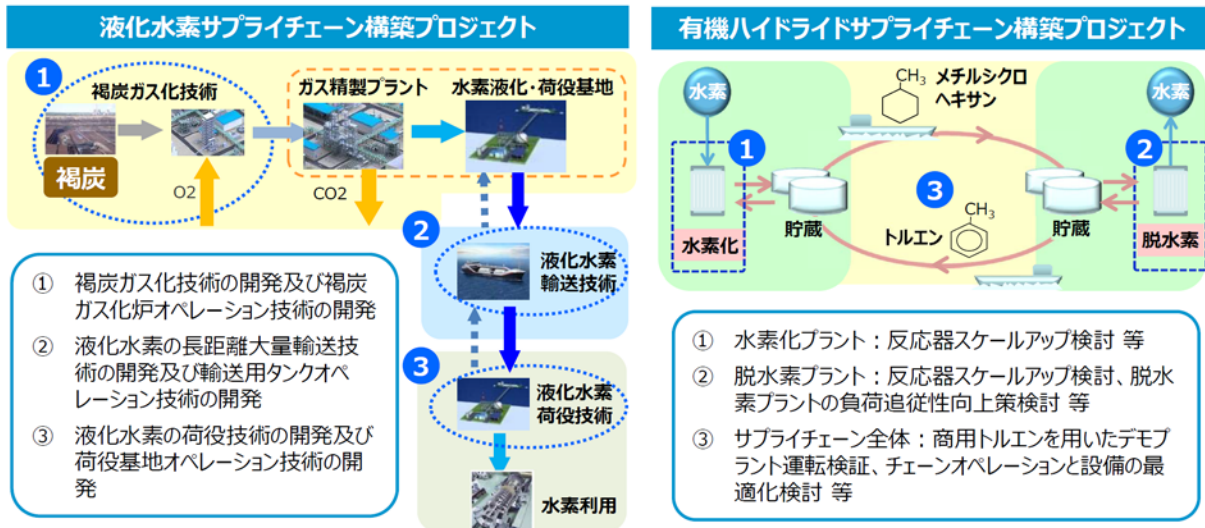 液化水素サプライチェーン構築プロジェクト
1
褐炭ガス化技術
褐炭
O2
ガス精製プラント
水素液化・荷役基地
CO2
2
液化水素
輸送技術
3
液化水素
荷役技術
水素利用
① 褐炭ガス化技術の開発及び褐炭
ガス化炉オペレーション技術の開発
② 液化水素の長距離大量輸送技
術の開発及び輸送用タンクオペ
レーション技術の開発
③ 液化水素の荷役技術の開発及び
荷役基地オペレーション技術の開
発
有機ハイドライドサプライチェーン構築プロジェクト
水素
1
水素化
貯蔵
CH3
メチルシクロ
ヘキサン
3
トルエン
CH3
貯蔵
水素
2
脱水素
① 水素化プラント：反応器スケールアップ検討 等
② 脱水素プラント：反応器スケールアップ検討、脱水
素プラントの負荷追従性向上策検討 等
③ サプライチェーン全体：商用トルエンを用いたデモプ
ラント運転検証、チェーンオペレーションと設備の最
適化検討 等